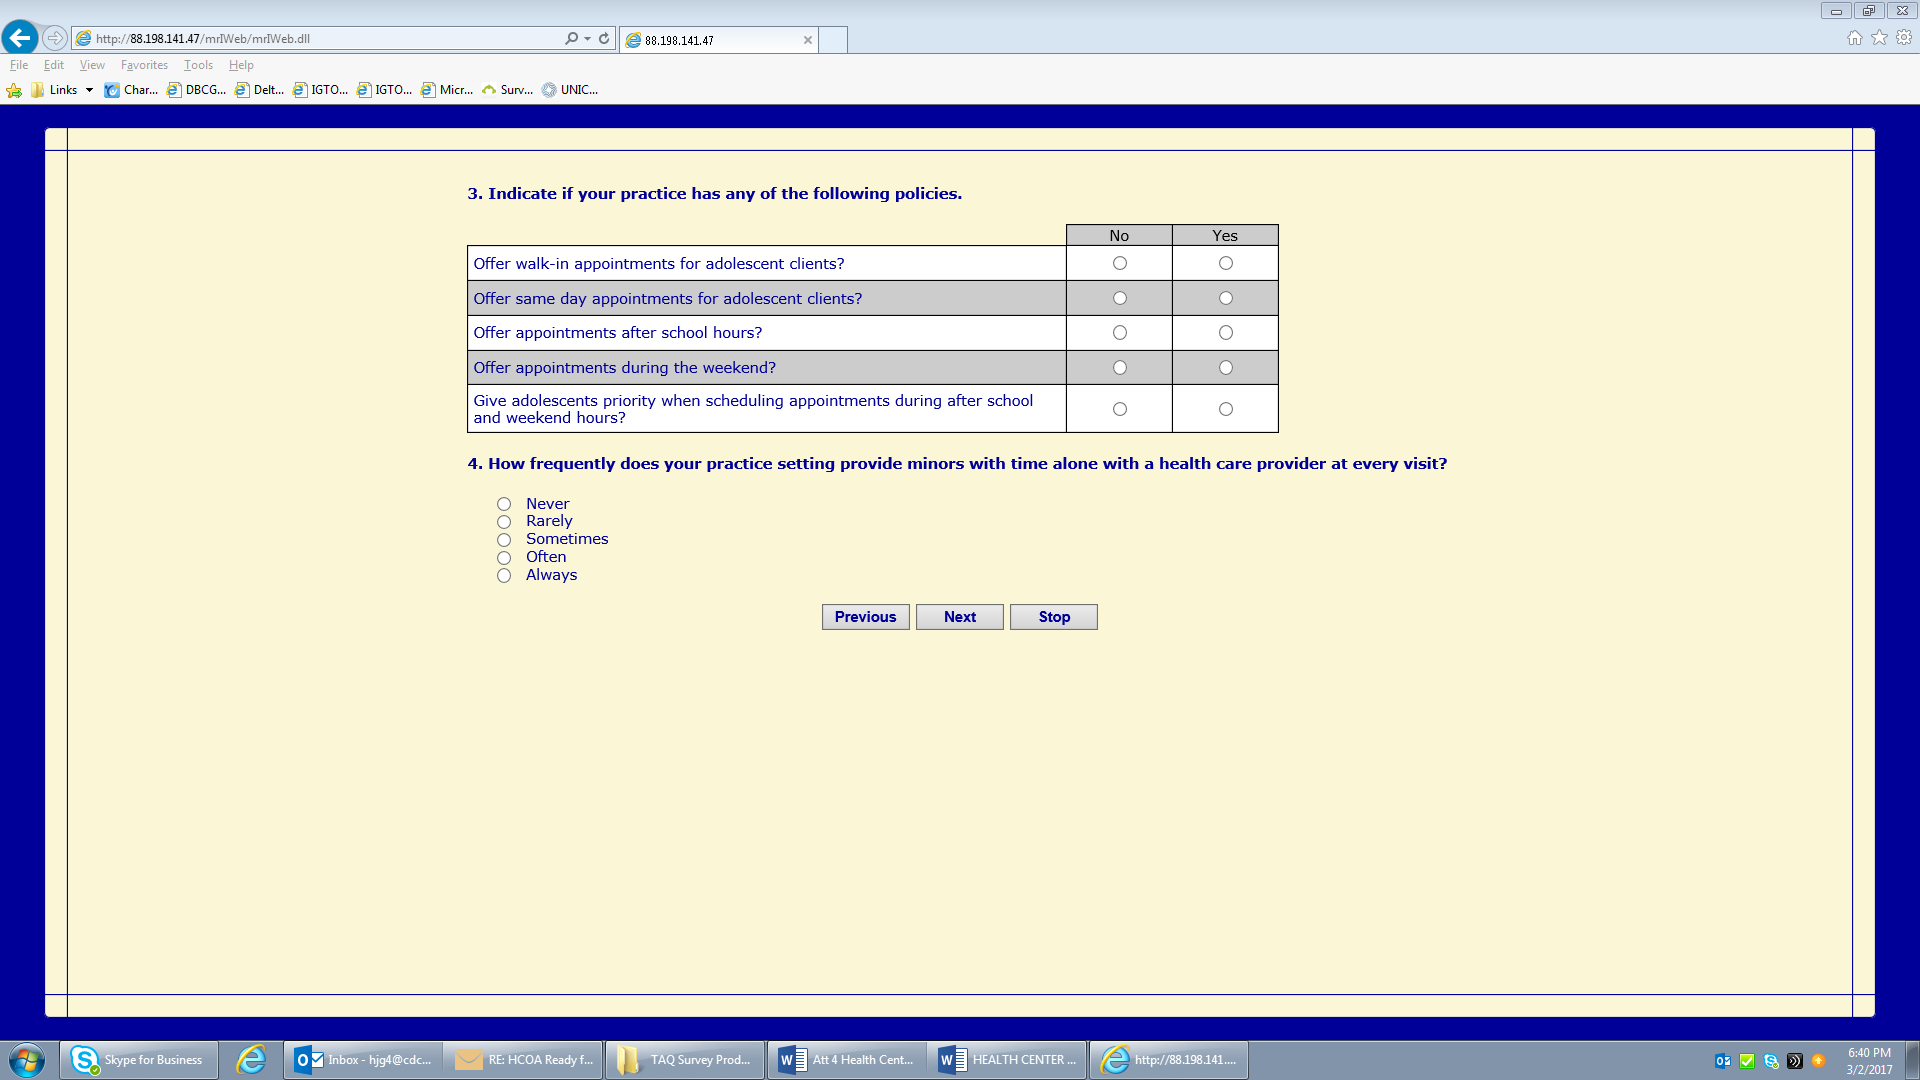 http://88.198.141.47/mrIWeb/mrIWeb.dll
88.198.141.47
File Edit View Favorites Tools Help
Links Char... DBCG... Delt... IGTO... IGTO... Micr... Surv... UNIC...
3. Indicate if your practice has any of the following policies.
No Yes
Offer walk-in appointments for adolescent clients?
Offer same day appointments for adolescent clients?
Offer appointments after school hours?
Offer appointments during the weekend?
Give adolescents priority when scheduling appointments during after school
and weekend hours?
4. How frequently does your practice setting provide minors with time alone with a health care provider at every visit?
Never
Rarely
Sometimes
Often
Always
Previous Next Stop
Skype for Business Inbox - hjg4@cdc... RE: HCOA Ready f... TAQ Survey Prod... Att 4 Health Cent... HEALTH CENTER ... http://88.198.141....
6:40 PM
3/2/2017